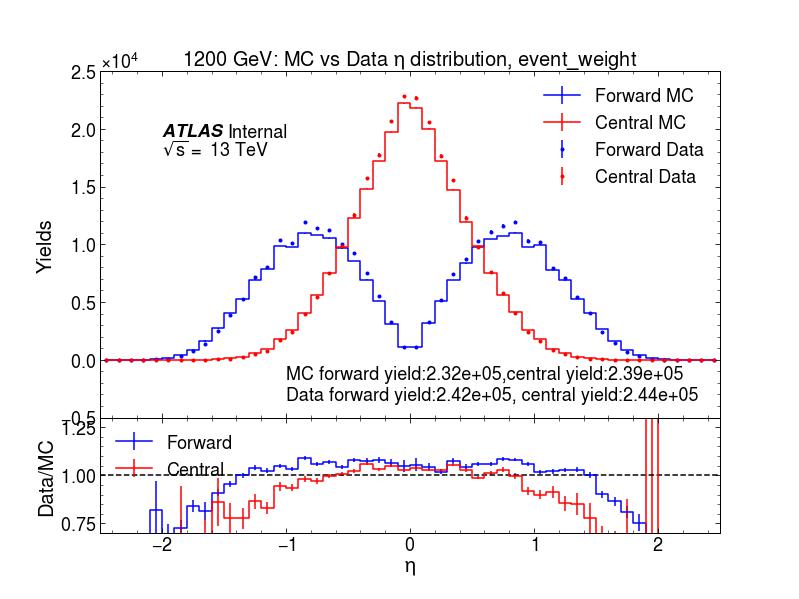 ×10⁴
1200 GeV: MC vs Data η distribution, event_weight
2.5
2.0
1.5
1.0
0.5
0.0
0.5
Yields
ATLAS Internal
√s = 13 TeV
Forward MC
Central MC
Forward Data
Central Data
MC forward yield:2.32e+05,central yield:2.39e+05
Data forward yield:2.42e+05, central yield:2.44e+05
1.25
1.00
0.75
Data/MC
Forward
Central
−2 −1 0 1 2
η